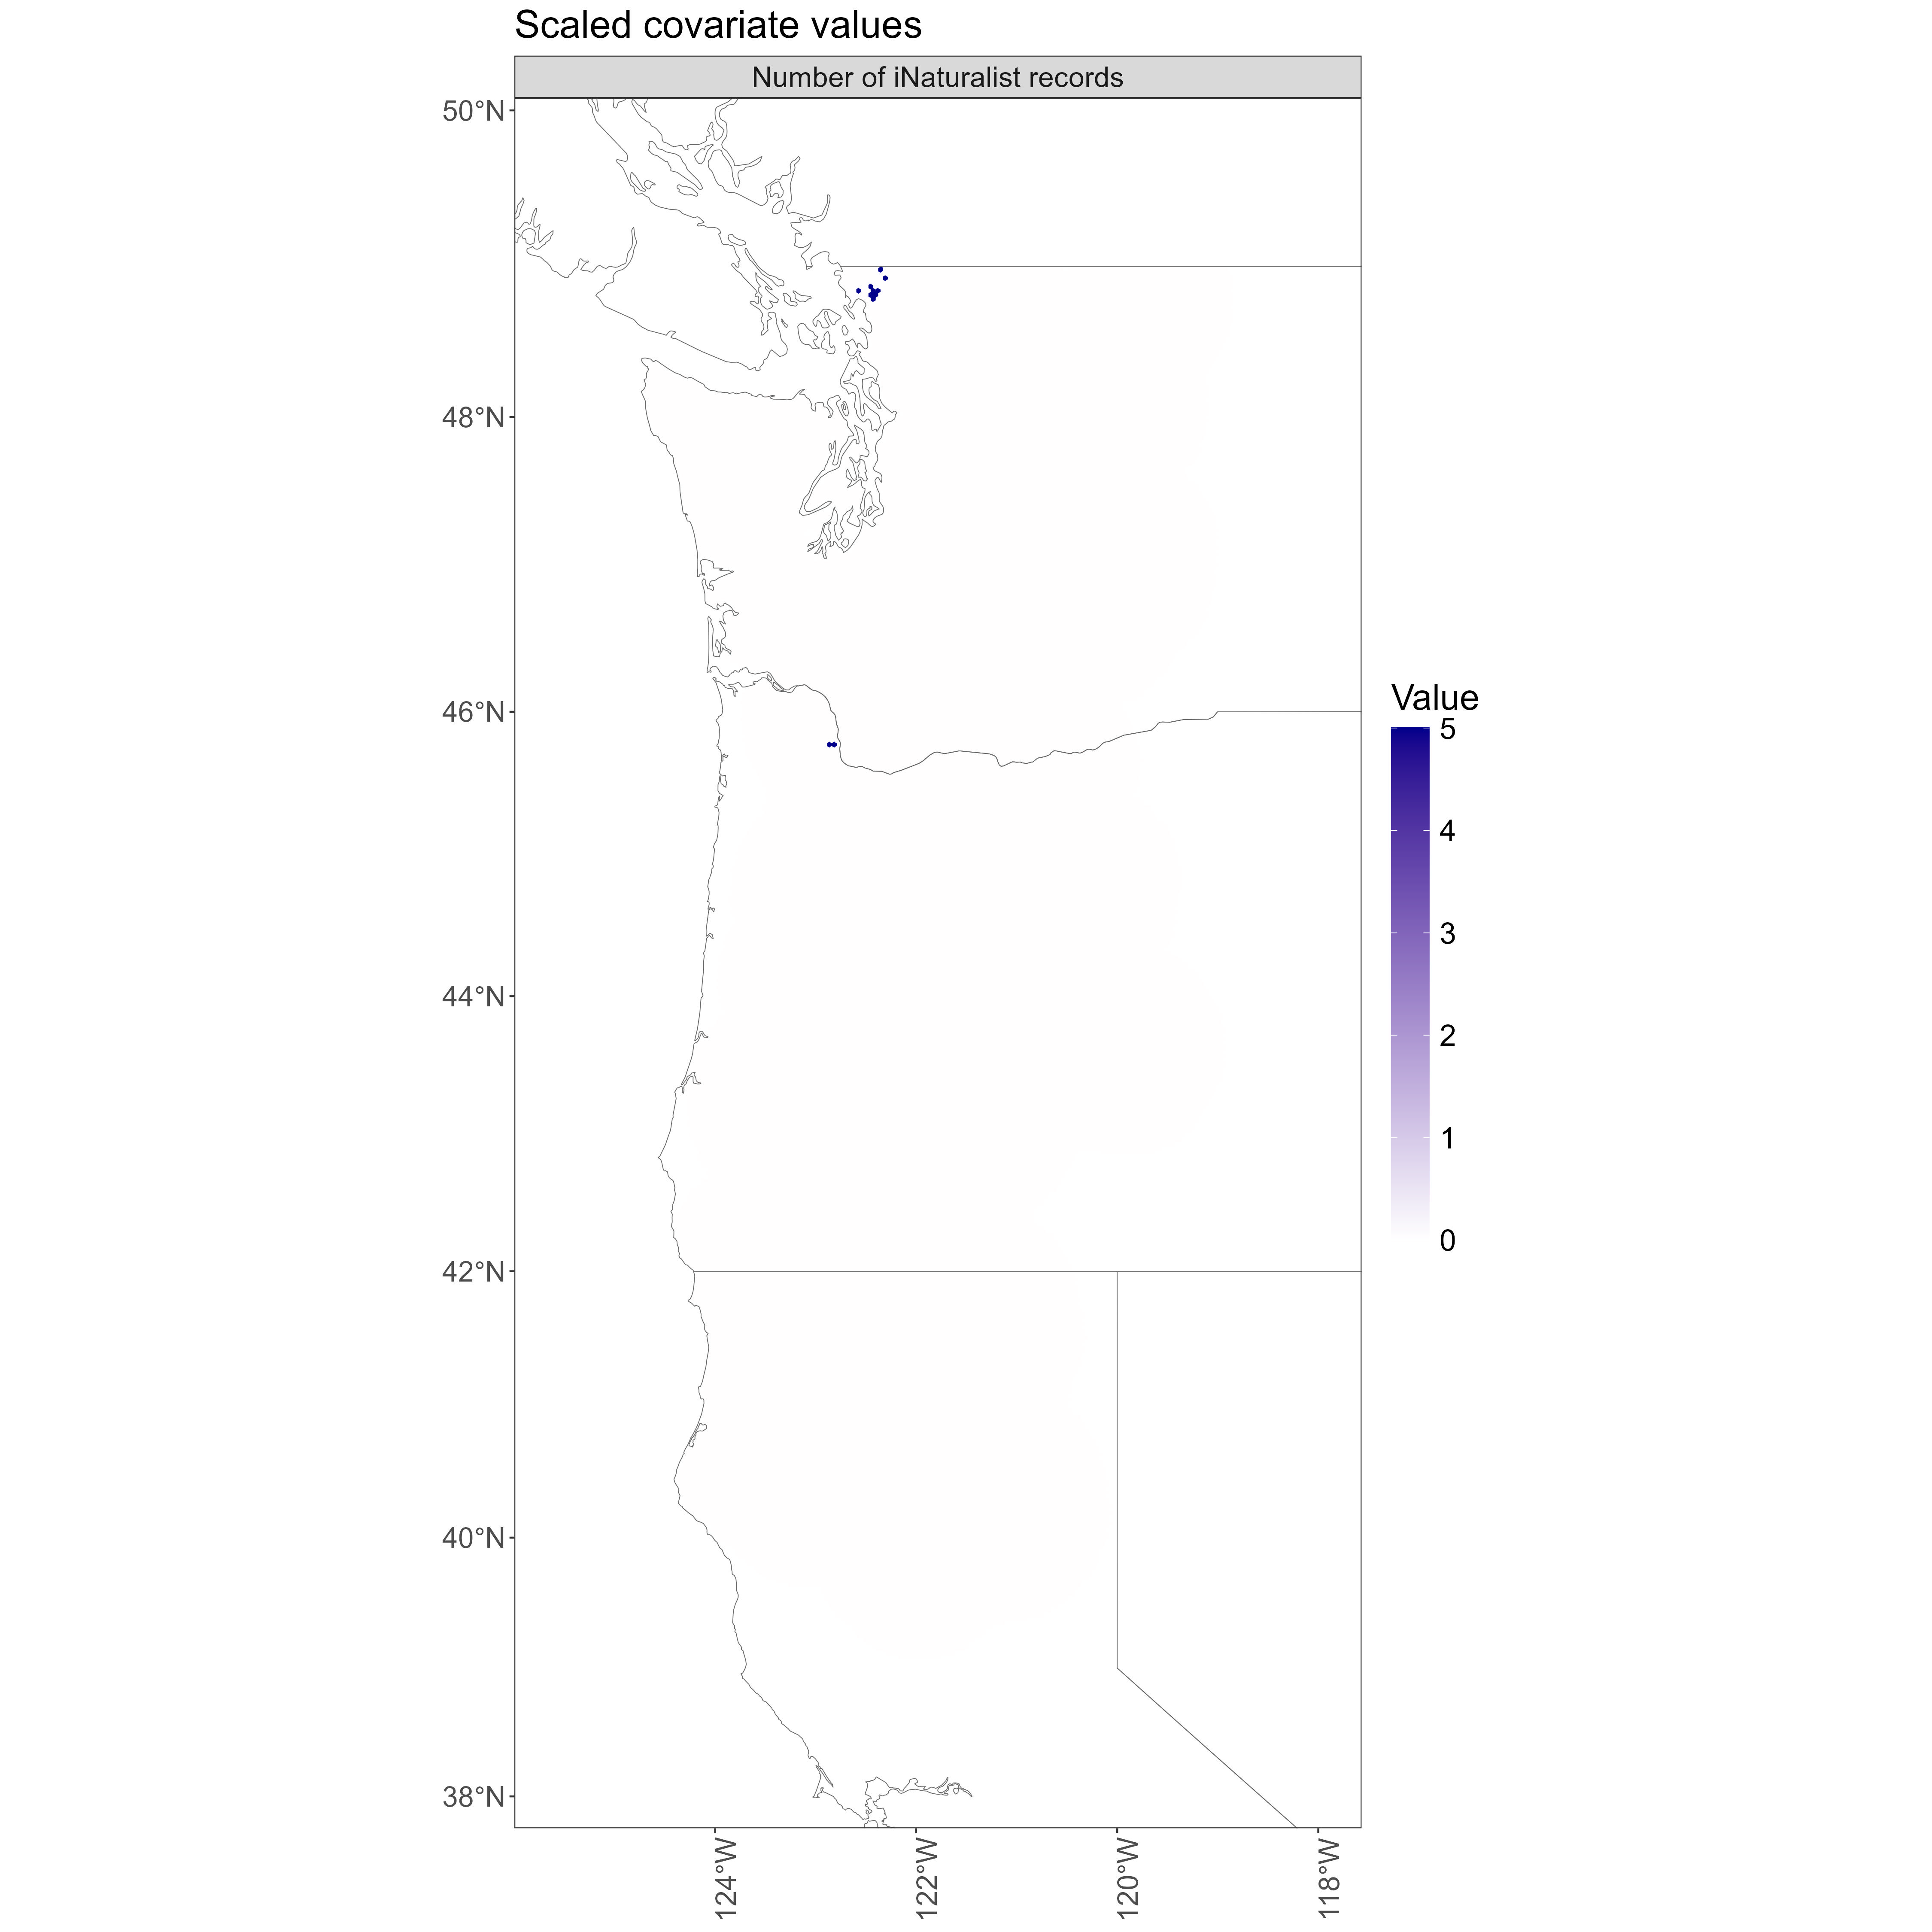 Scaled covariate values
Number of iNaturalist records
50°N
48°N
46°N
44°N
42°N
40°N
38°N
124°W
122°W
120°W
118°W
Value
5
4
3
2
1
0